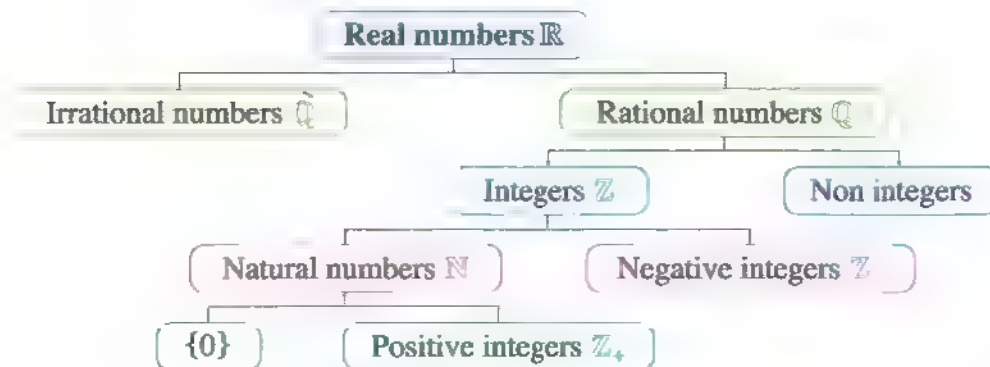 Real numbers ℝ
Irrational numbers ℚ̀ Rational numbers ℚ
Integers ℤ Non integers
Natural numbers ℕ Negative integers ℤ
{0} Positive integers ℤ₊